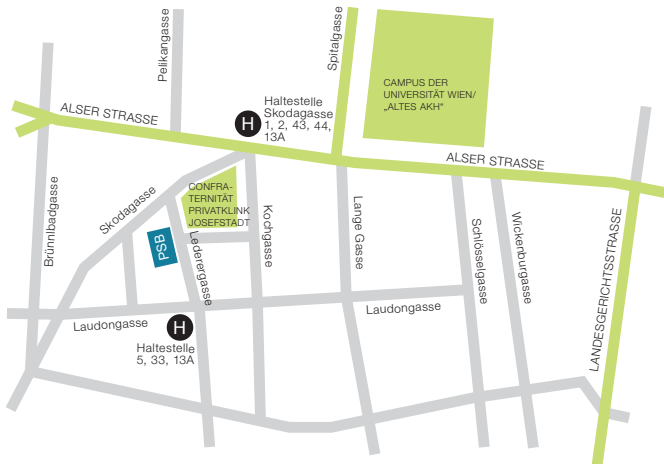 Pelikangasse
Spitalgasse
CAMPUS DER
UNIVERSITÄT WIEN/
„ALTES AKH“
ALSER STRASSE
H
Haltestelle
Skodagasse
1, 2, 43, 44,
13A
ALSER STRASSE
Brünnlbadgasse
Skodagasse
CONFRA-
TERNITÄT
PRIVATKLINK
JOSEFSTADT
PSB
Lederergasse
Kochgasse
Lange Gasse
Schlösselgasse
Wickenburggasse
LANDESGERICHTSSTRASSE
Laudongasse
H
Laudongasse
Haltestelle
5, 33, 13A